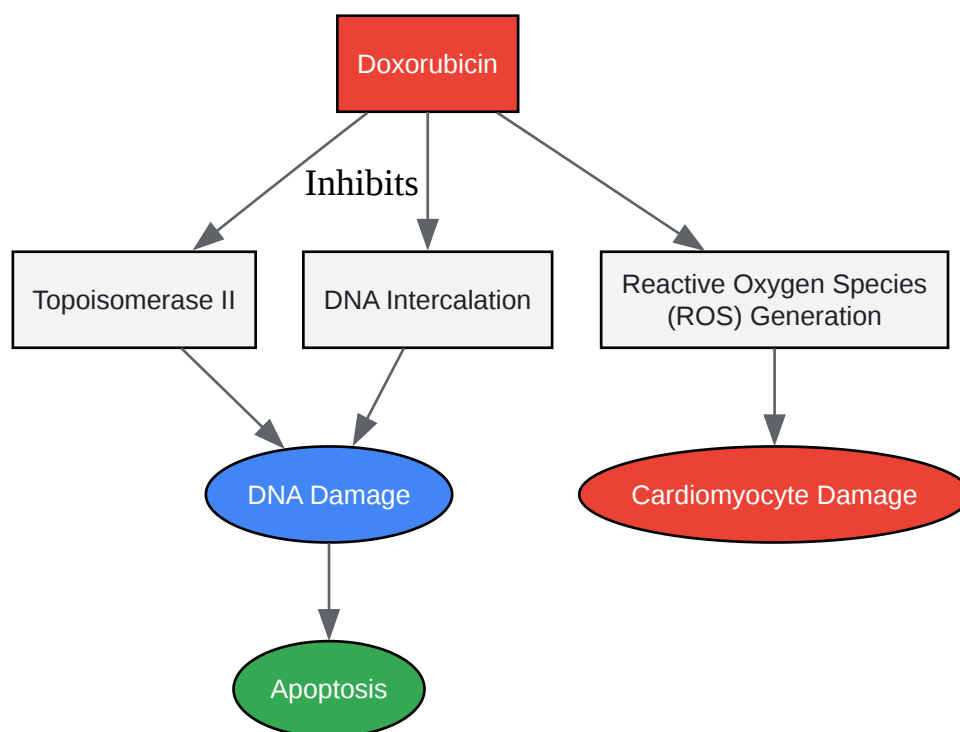 Doxorubicin
Inhibits
Topoisomerase II
DNA Intercalation
Reactive Oxygen Species
(ROS) Generation
DNA Damage
Cardiomyocyte Damage
Apoptosis